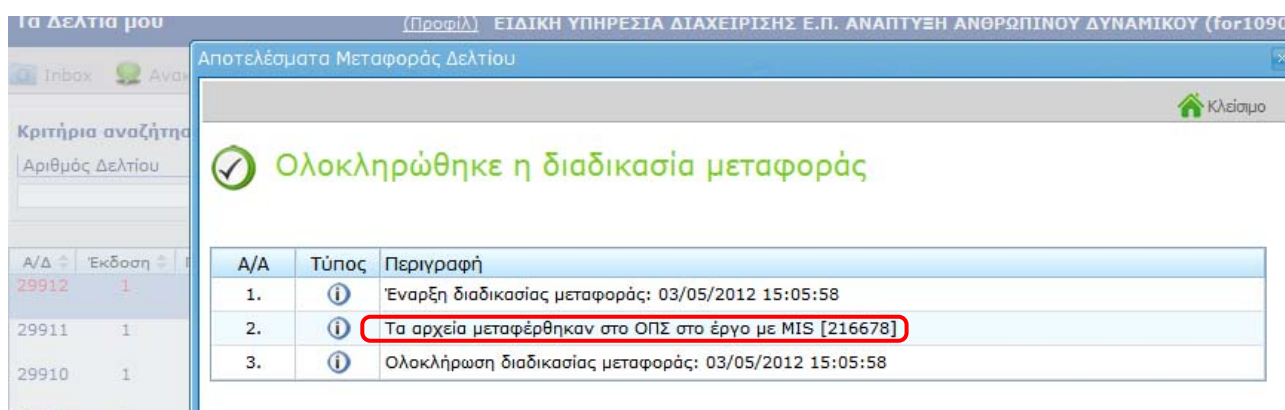 Τα Δελτία μου
(Προφίλ) ΕΙΔΙΚΗ ΥΠΗΡΕΣΙΑ ΔΙΑΧΕΙΡΙΣΗΣ Ε.Π. ΑΝΑΠΤΥΞΗ ΑΝΘΡΩΠΙΝΟΥ ΔΥΝΑΜΙΚΟΥ (for1090
Inbox
Αποτελέσματα Μεταφοράς Δελτίου
Κλείσιμο
Κριτήρια
Αριθμός Δελτίου
Ολοκληρώθηκε η διαδικασία μεταφοράς
Α/Δ Έκδοση
Α/Α Τύπος Περιγραφή
29912 1
1. Έναρξη διαδικασίας μεταφοράς: 03/05/2012 15:05:58
29911 1
2. Τα αρχεία μεταφέρθηκαν στο ΟΠΣ στο έργο με MIS [216678]
29910 1
3. Ολοκλήρωση διαδικασίας μεταφοράς: 03/05/2012 15:05:58